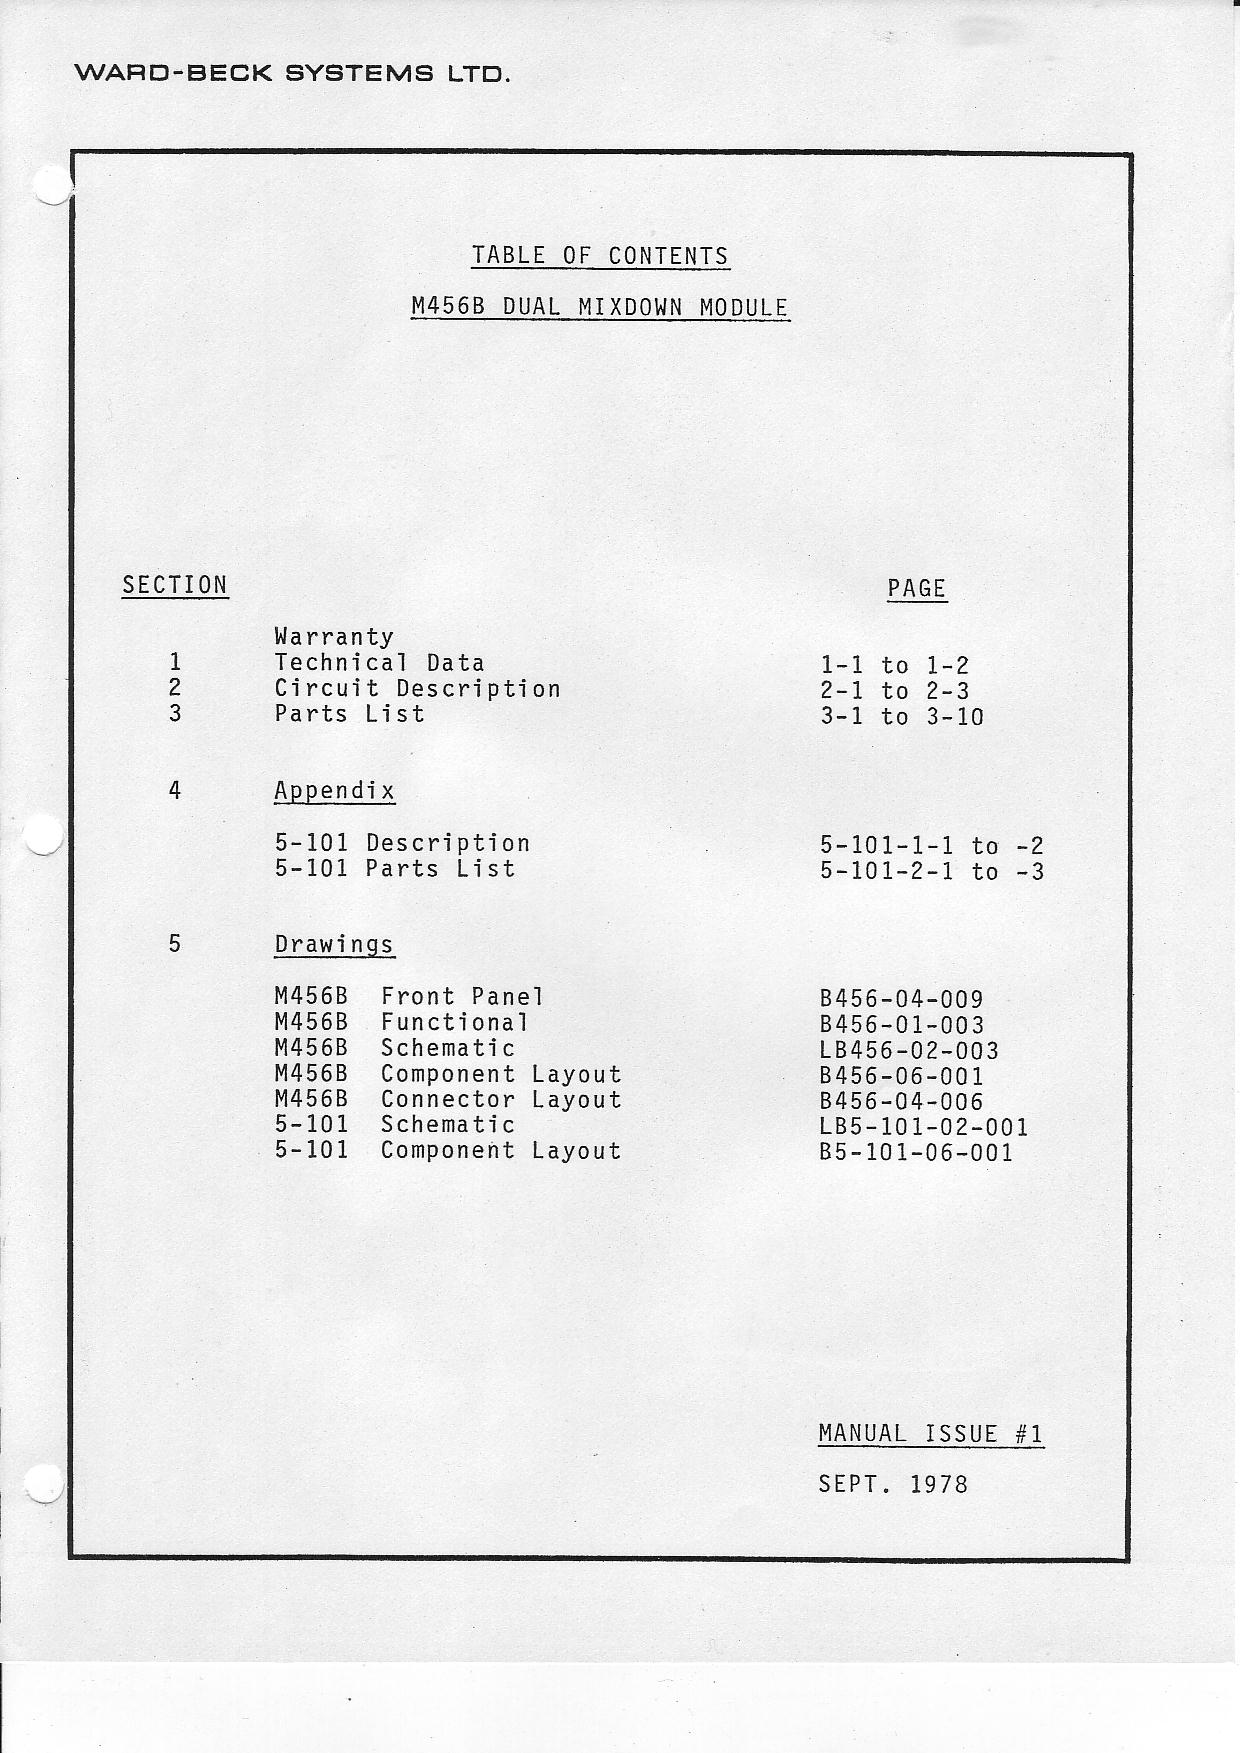 WARD-BECK SYSTEMS LTD.
TABLE OF CONTENTS
M456B DUAL MIXDOWN MODULE
SECTION PAGE
Warranty
1 Technical Data 1-1 to 1-2
2 Circuit Description 2-1 to 2-3
3 Parts List 3-1 to 3-10
4 Appendix
5-101 Description 5-101-1-1 to -2
5-101 Parts List 5-101-2-1 to -3
5 Drawings
M456B Front Panel B456-04-009
M456B Functional B456-01-003
M456B Schematic LB456-02-003
M456B Component Layout B456-06-001
M456B Connector Layout B456-04-006
5-101 Schematic LB5-101-02-001
5-101 Component Layout B5-101-06-001
MANUAL ISSUE #1
SEPT. 1978